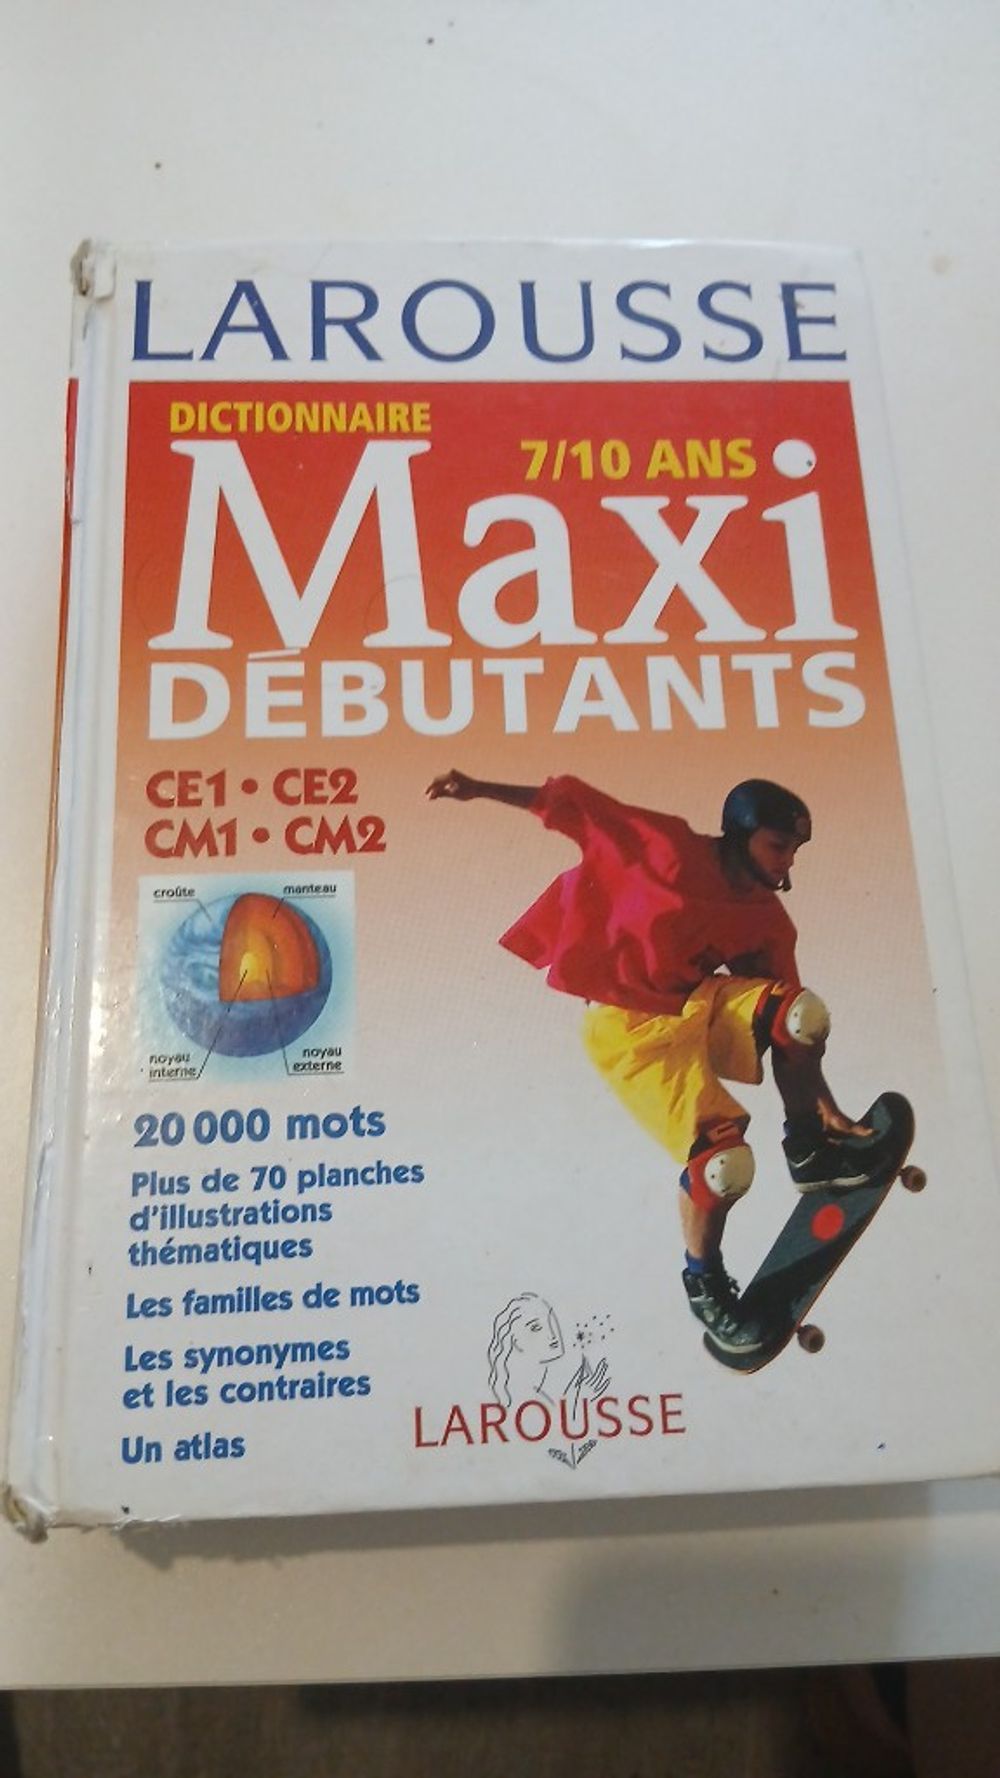 LAROUSSE
DICTIONNAIRE
7/10 ANS
Maxi
DÉBUTANTS
CE1 • CE2
CM1 • CM2
croûte
manteau
noyau
interne
noyau
externe
20 000 mots
Plus de 70 planches
d'illustrations
thématiques
Les familles de mots
Les synonymes
et les contraires
Un atlas
LAROUSSE